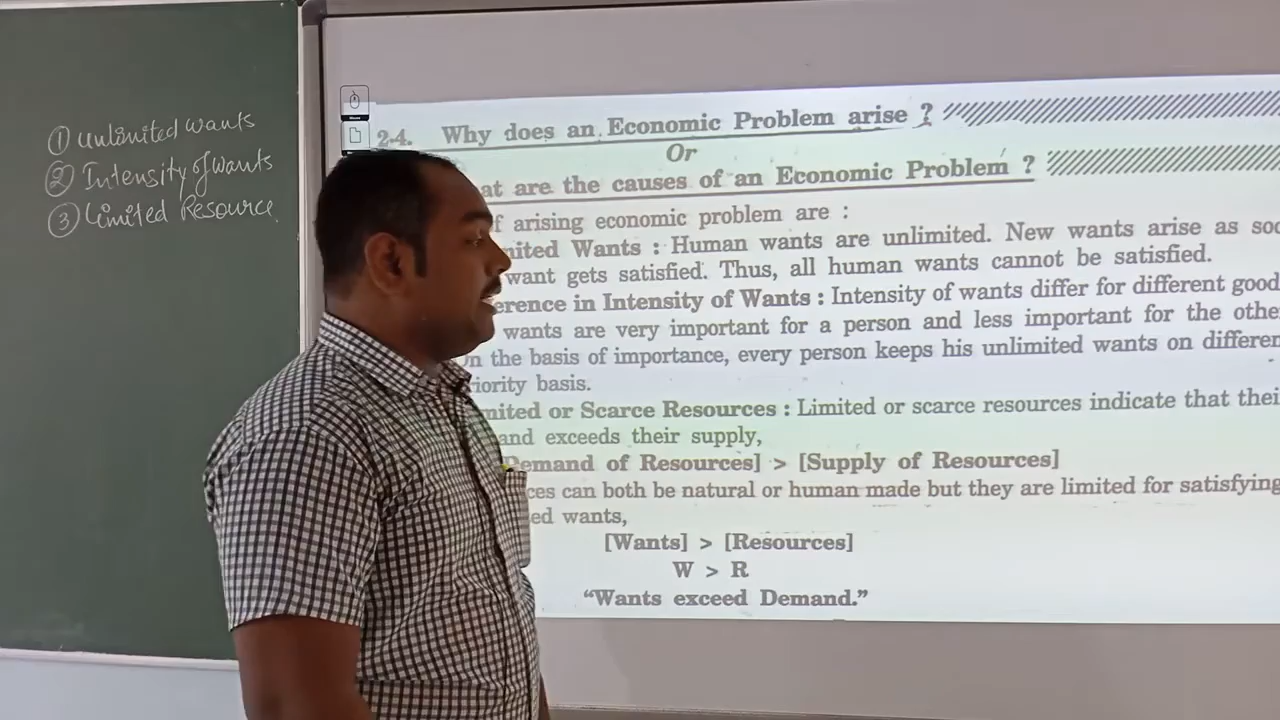 ① Unlimited wants
② Intensity of wants
③ Limited Resource.
2.4. Why does an Economic Problem arise ?
Or
at are the causes of an Economic Problem ?
f arising economic problem are :
nited Wants : Human wants are unlimited. New wants arise as soo
want gets satisfied. Thus, all human wants cannot be satisfied.
erence in Intensity of Wants : Intensity of wants differ for different good
wants are very important for a person and less important for the othe
n the basis of importance, every person keeps his unlimited wants on differen
iority basis.
nited or Scarce Resources : Limited or scarce resources indicate that thei
and exceeds their supply,
Demand of Resources] > [Supply of Resources]
ces can both be natural or human made but they are limited for satisfying
ed wants,
[Wants] > [Resources]
W > R
“Wants exceed Demand.”